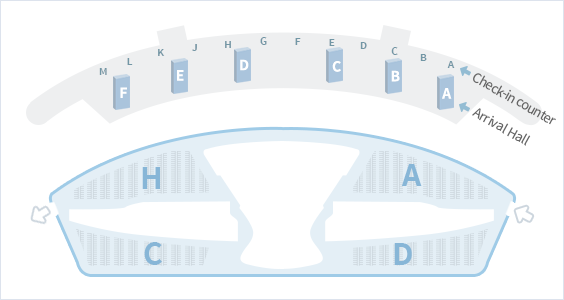 M L K J H G F E D C B A
F E D C B A
Check-in counter
Arrival Hall
H A
C D